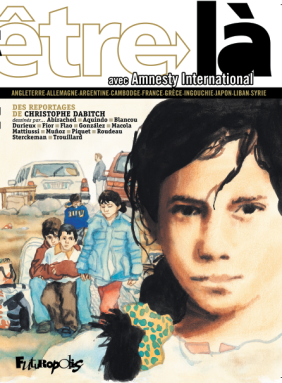 être→là
avec Amnesty International
ANGLETERRE·ALLEMAGNE·ARGENTINE·CAMBODGE·FRANCE·GRÈCE·INGOUCHIE·JAPON·LIBAN·SYRIE
DES REPORTAGES
DE CHRISTOPHE DABITCH
dessinés par... Abirached ■ Aquindo ■ Blancou
Durieux ■ Fior ■ Flao ■ González ■ Macola
Mattiussi ■ Muñoz ■ Piquet ■ Roudeau
Sterckeman ■ Trouillard
Futuropolis